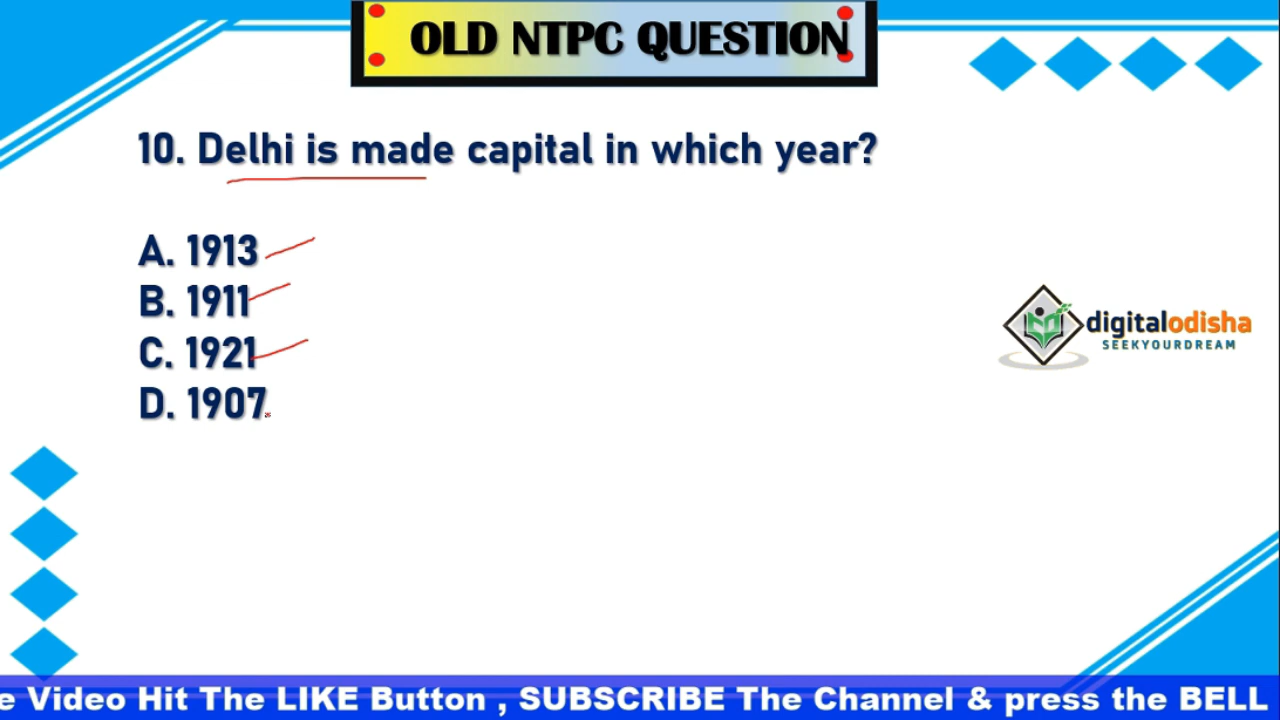 OLD NTPC QUESTION
10. Delhi is made capital in which year?
A. 1913
B. 1911
C. 1921
D. 1907
digitalodisha
SEEKYOURDREAM
e Video Hit The LIKE Button , SUBSCRIBE The Channel & press the BELL